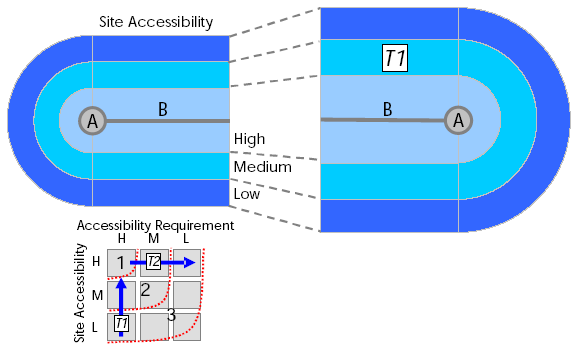 Site Accessibility
T1
A
B
B
A
High
Medium
Low
Accessibility Requirement
H M L
Site Accessibility
H 1 T2
M 2
L T1 3